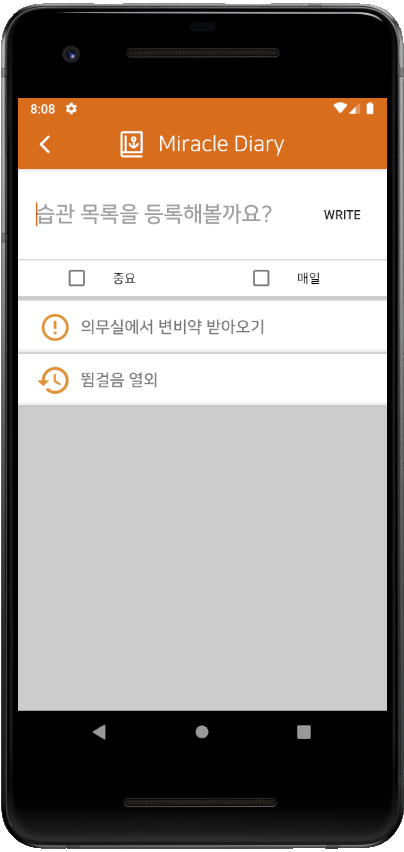 8:08
Miracle Diary
습관 목록을 등록해볼까요?
WRITE
중요
매일
의무실에서 변비약 받아오기
뜀걸음 열외